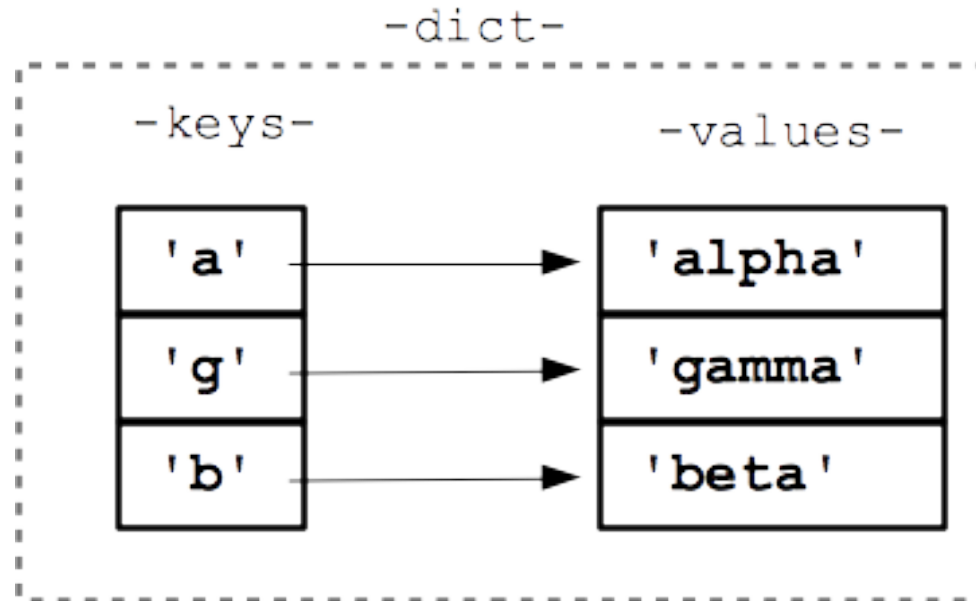 -dict-
-keys- -values-
'a' 'alpha'
'g' 'gamma'
'b' 'beta'